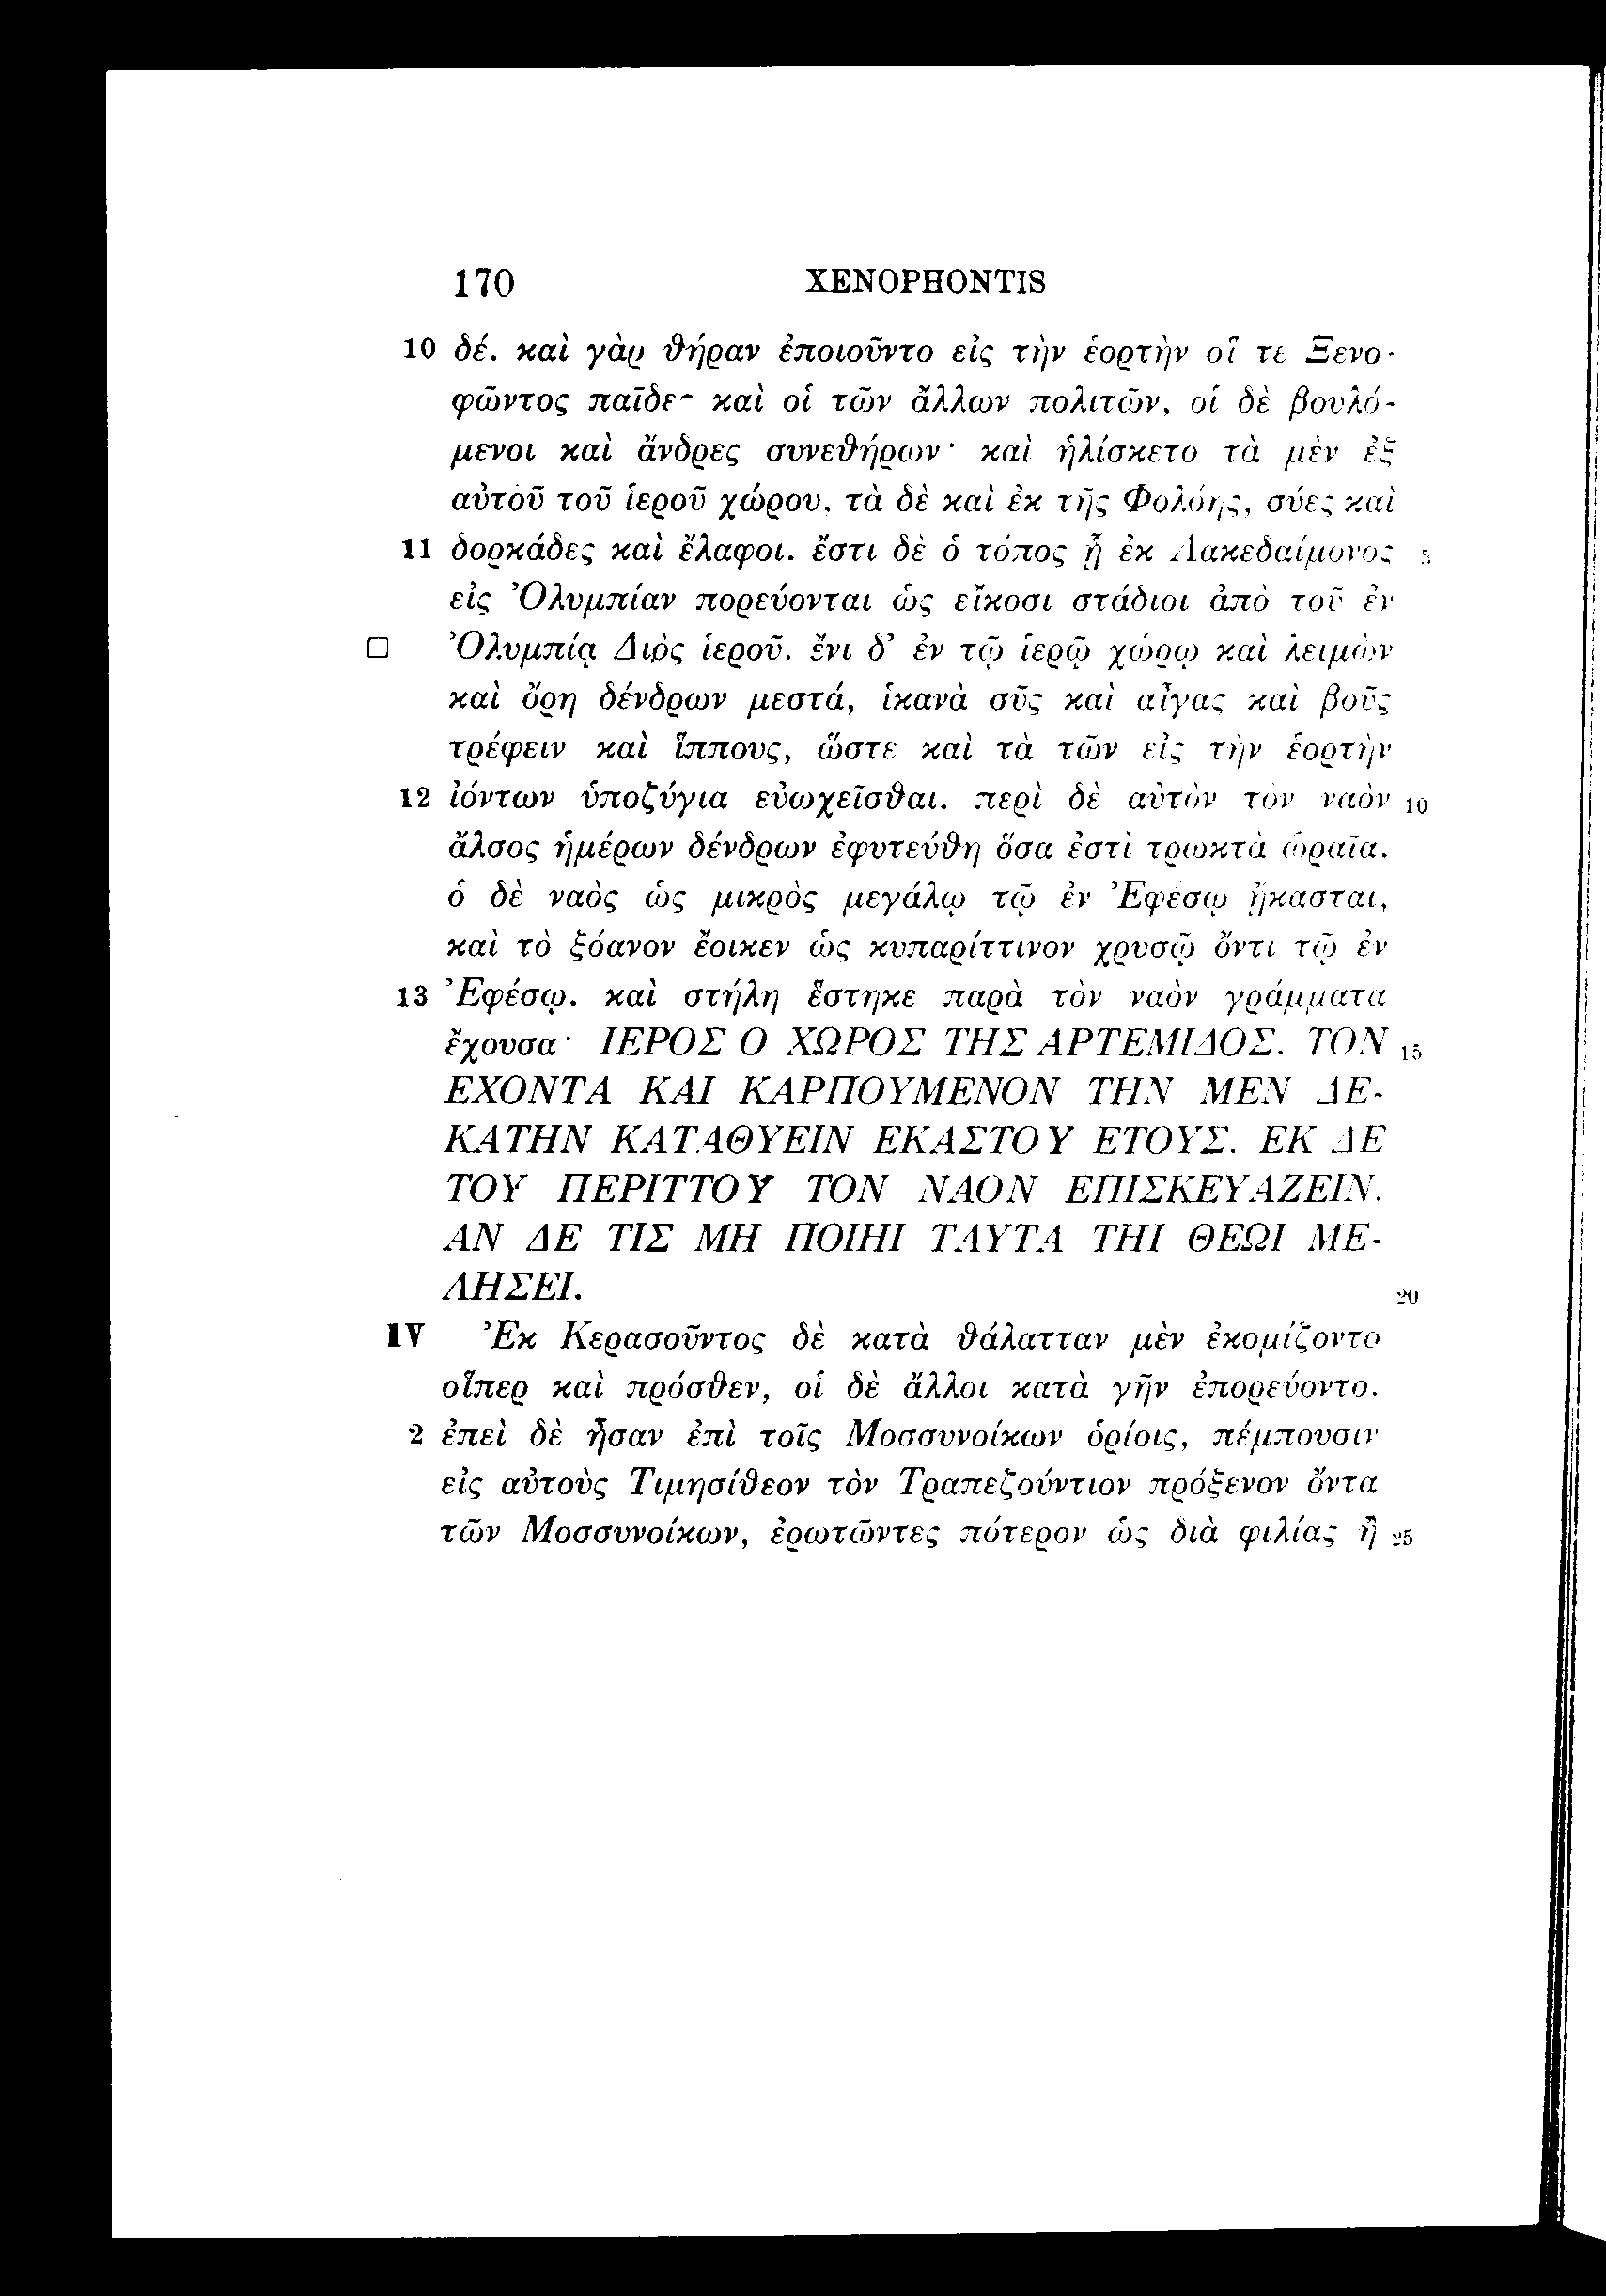 170 XENOPHONTIS
10 δέ. καὶ γὰρ θήραν ἐποιοῦντο εἰς τὴν ἑορτὴν οἵ τε Ξενο-
φῶντος παῖδες καὶ οἱ τῶν ἄλλων πολιτῶν, οἱ δὲ βουλό-
μενοι καὶ ἄνδρες συνεθήρων· καὶ ἡλίσκετο τὰ μὲν ἐξ
αὐτοῦ τοῦ ἱεροῦ χώρου, τὰ δὲ καὶ ἐκ τῆς Φολόης, σύες καὶ
11 δορκάδες καὶ ἔλαφοι. ἔστι δὲ ὁ τόπος ᾗ ἐκ Λακεδαίμονος 5
εἰς Ὀλυμπίαν πορεύονται ὡς εἴκοσι στάδιοι ἀπὸ τοῦ ἐν
□ Ὀλυμπίᾳ Διὸς ἱεροῦ. ἔνι δ’ ἐν τῷ ἱερῷ χώρῳ καὶ λειμὼν
καὶ ὄρη δένδρων μεστά, ἱκανὰ σῦς καὶ αἶγας καὶ βοῦς
τρέφειν καὶ ἵππους, ὥστε καὶ τὰ τῶν εἰς τὴν ἑορτὴν
12 ἰόντων ὑποζύγια εὐωχεῖσθαι. περὶ δὲ αὐτὸν τὸν ναὸν 10
ἄλσος ἡμέρων δένδρων ἐφυτεύθη ὅσα ἐστὶ τρωκτὰ ὡραῖα.
ὁ δὲ ναὸς ὡς μικρὸς μεγάλῳ τῷ ἐν Ἐφέσῳ ᾔκασται,
καὶ τὸ ξόανον ἔοικεν ὡς κυπαρίττινον χρυσῷ ὄντι τῷ ἐν
13 Ἐφέσῳ. καὶ στήλη ἕστηκε παρὰ τὸν ναὸν γράμματα
ἔχουσα· ΙΕΡΟΣ Ο ΧΩΡΟΣ ΤΗΣ ΑΡΤΕΜΙΔΟΣ. ΤΟΝ 15
ΕΧΟΝΤΑ ΚΑΙ ΚΑΡΠΟΥΜΕΝΟΝ ΤΗΝ ΜΕΝ ΔΕ-
ΚΑΤΗΝ ΚΑΤΑΘΥΕΙΝ ΕΚΑΣΤΟΥ ΕΤΟΥΣ. ΕΚ ΔΕ
ΤΟΥ ΠΕΡΙΤΤΟΥ ΤΟΝ ΝΑΟΝ ΕΠΙΣΚΕΥΑΖΕΙΝ.
ΑΝ ΔΕ ΤΙΣ ΜΗ ΠΟΙΗΙ ΤΑΥΤΑ ΤΗΙ ΘΕΩΙ ΜΕ-
ΛΗΣΕΙ. 20
IV Ἐκ Κερασοῦντος δὲ κατὰ θάλατταν μὲν ἐκομίζοντο
οἵπερ καὶ πρόσθεν, οἱ δὲ ἄλλοι κατὰ γῆν ἐπορεύοντο.
2 ἐπεὶ δὲ ἦσαν ἐπὶ τοῖς Μοσσυνοίκων ὁρίοις, πέμπουσιν
εἰς αὐτοὺς Τιμησίθεον τὸν Τραπεζούντιον πρόξενον ὄντα
τῶν Μοσσυνοίκων, ἐρωτῶντες πότερον ὡς διὰ φιλίας ἢ 25